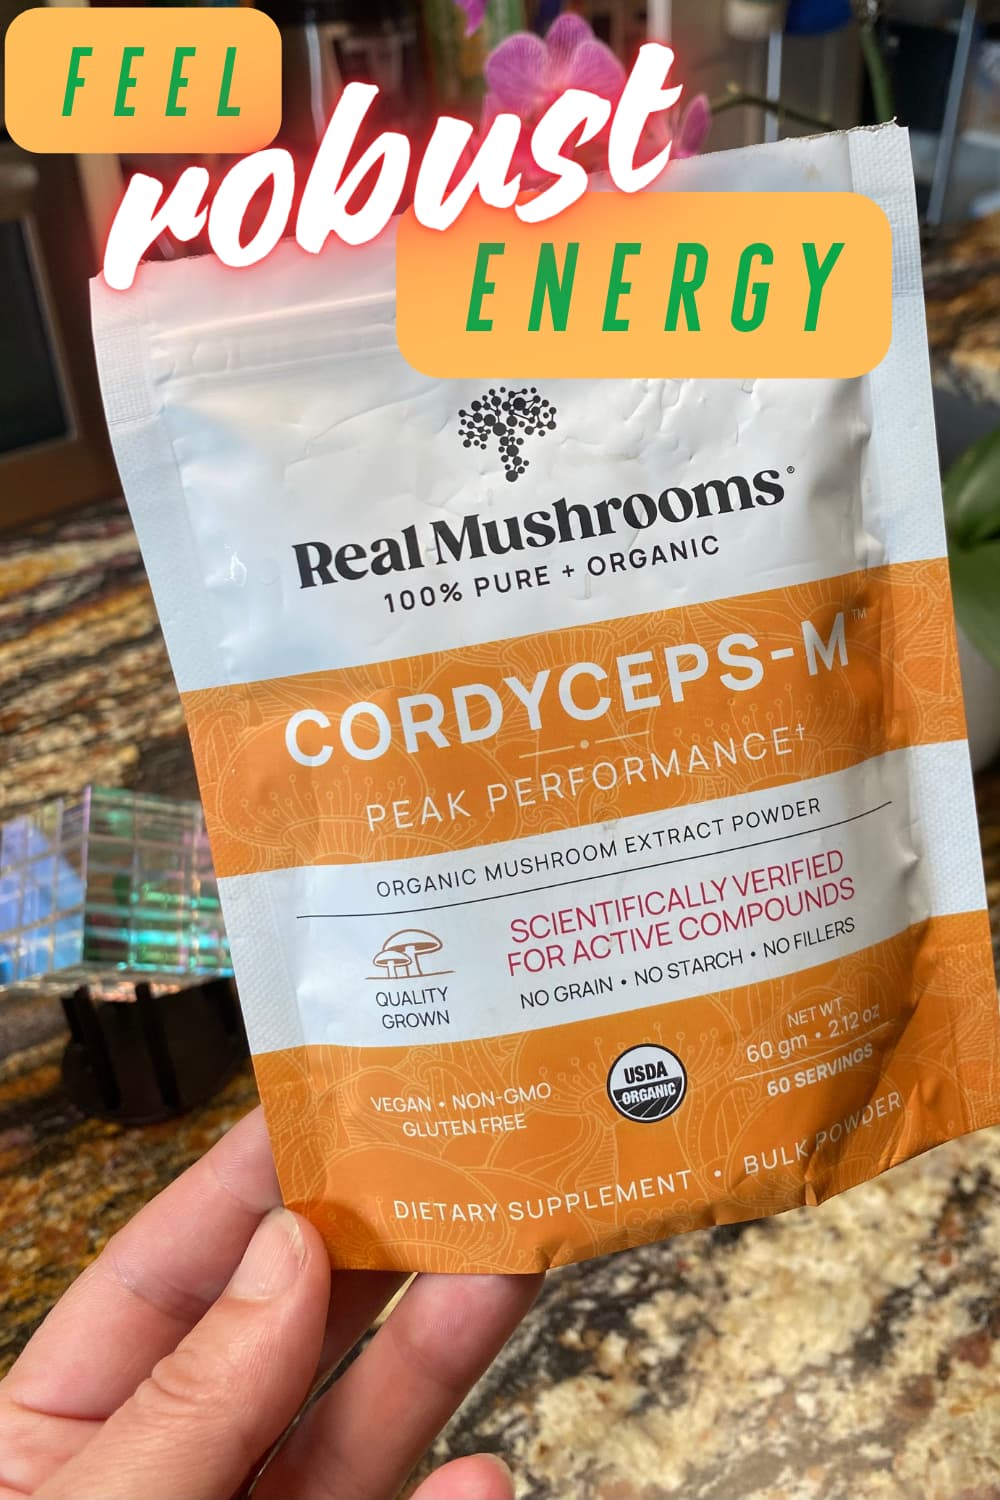 FEEL
robust
ENERGY
Real Mushrooms®
100% PURE + ORGANIC
CORDYCEPS-M™
PEAK PERFORMANCE†
ORGANIC MUSHROOM EXTRACT POWDER
SCIENTIFICALLY VERIFIED
FOR ACTIVE COMPOUNDS
NO GRAIN • NO STARCH • NO FILLERS
QUALITY
GROWN
NET WT.
60 gm • 2.12 oz
60 SERVINGS
USDA
ORGANIC
VEGAN • NON-GMO
GLUTEN FREE
DIETARY SUPPLEMENT • BULK POWDER